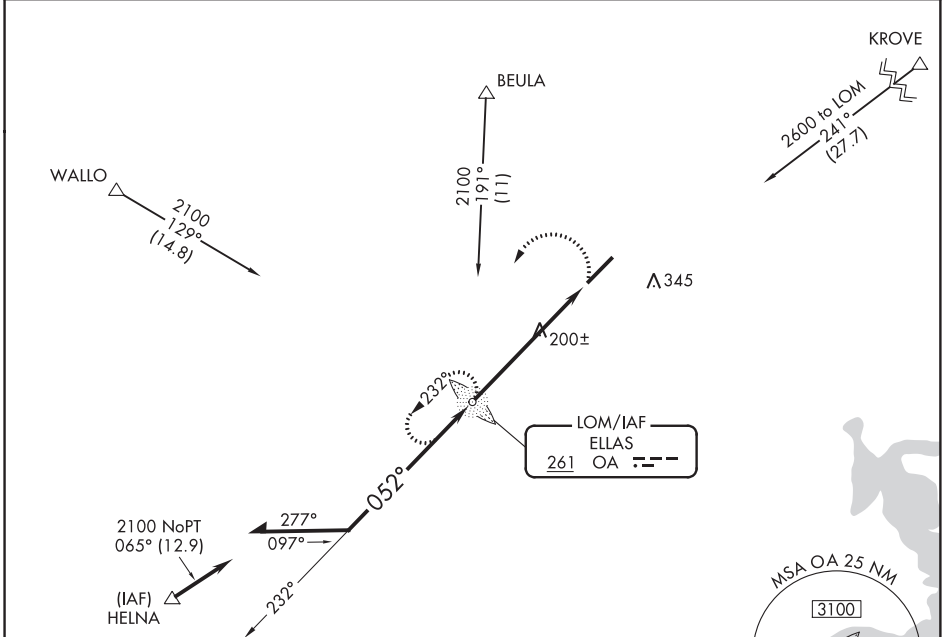 KROVE
2600 to LOM
241°
(27.7)
BEULA
2100
191°
(11)
WALLO
2100
129°
(14.8)
345
200±
232°
LOM/IAF
ELLAS
261 OA
052°
277°
097°
2100 NoPT
065° (12.9)
(IAF)
HELNA
232°
MSA OA 25 NM
3100